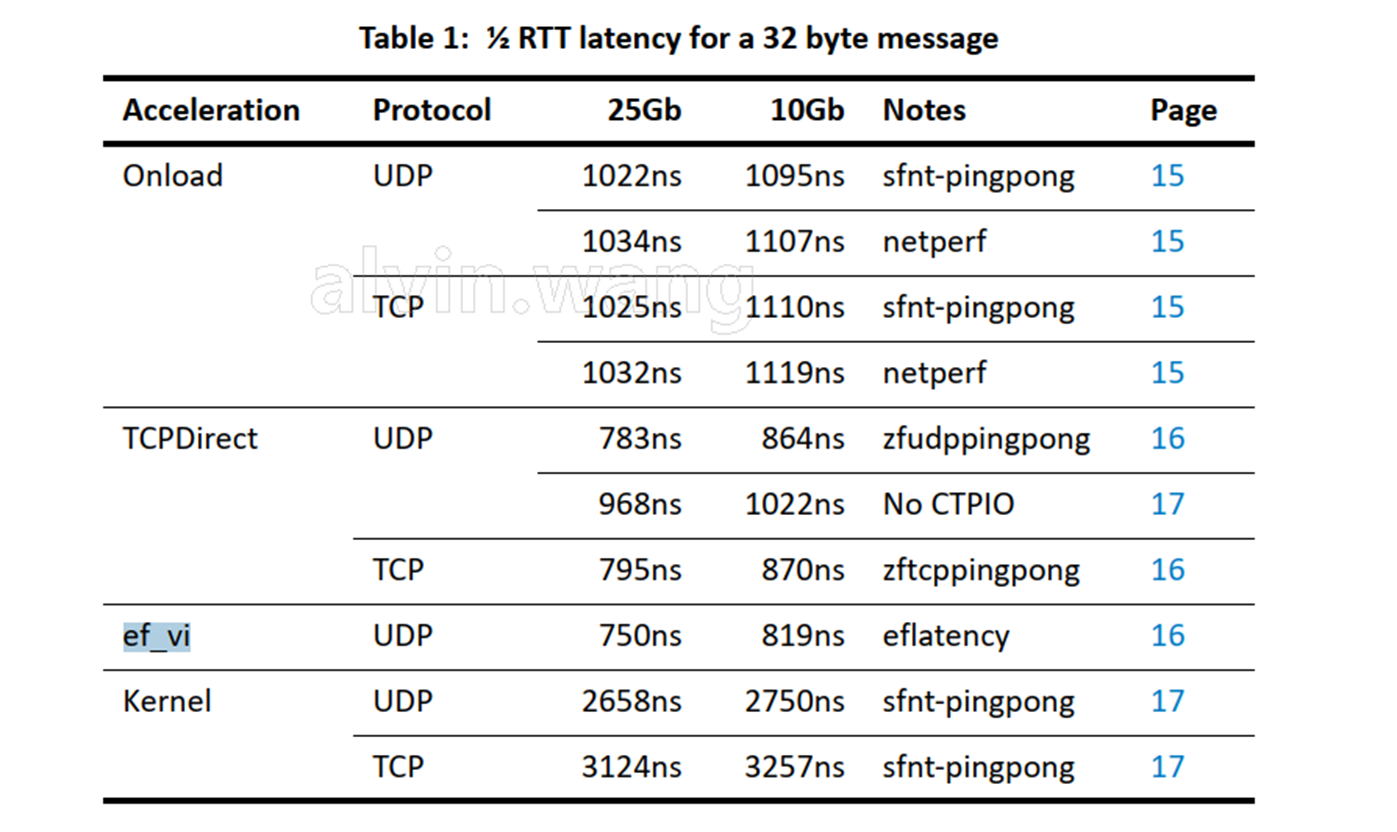 Table 1: ½ RTT latency for a 32 byte message
Acceleration Protocol 25Gb 10Gb Notes Page
Onload UDP 1022ns 1095ns sfnt-pingpong 15
1034ns 1107ns netperf 15
alvin.wang
TCP 1025ns 1110ns sfnt-pingpong 15
1032ns 1119ns netperf 15
TCPDirect UDP 783ns 864ns zfudppingpong 16
968ns 1022ns No CTPIO 17
TCP 795ns 870ns zftcppingpong 16
ef_vi UDP 750ns 819ns eflatency 16
Kernel UDP 2658ns 2750ns sfnt-pingpong 17
TCP 3124ns 3257ns sfnt-pingpong 17